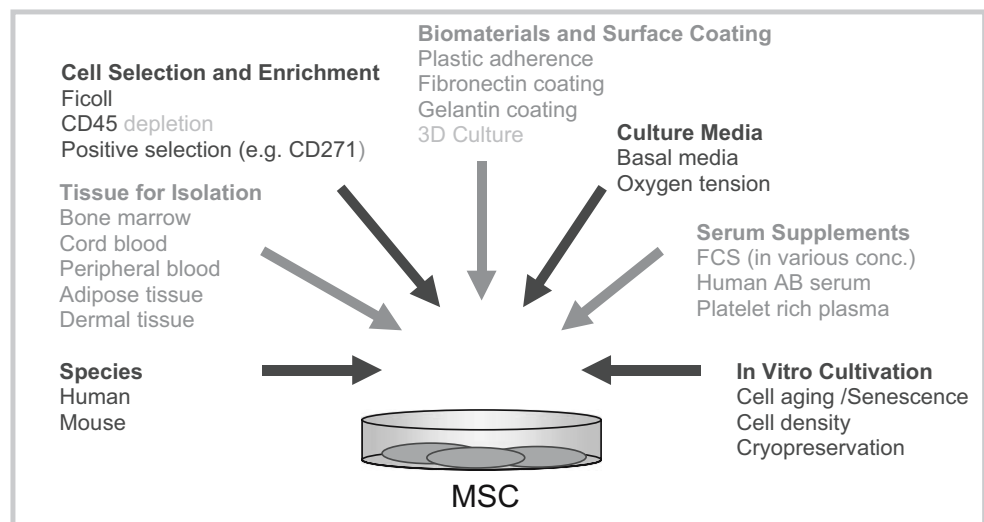 Biomaterials and Surface Coating
Plastic adherence
Fibronectin coating
Gelantin coating
3D Culture
Cell Selection and Enrichment
Ficoll
CD45 depletion
Positive selection (e.g. CD271)
Culture Media
Basal media
Oxygen tension
Tissue for Isolation
Bone marrow
Cord blood
Peripheral blood
Adipose tissue
Dermal tissue
Serum Supplements
FCS (in various conc.)
Human AB serum
Platelet rich plasma
Species
Human
Mouse
In Vitro Cultivation
Cell aging /Senescence
Cell density
Cryopreservation
MSC